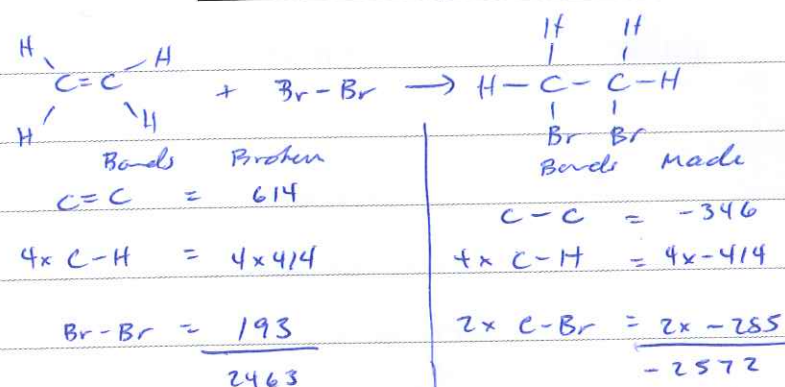 H H
H H
C=C + Br-Br → H-C-C-H
H H
Br Br
Bonds Broken
Bonds Made
C=C = 614
C-C = -346
4x C-H = 4x414
4x C-H = 4x-414
Br-Br = 193
2x C-Br = 2x -285
2463
-2572